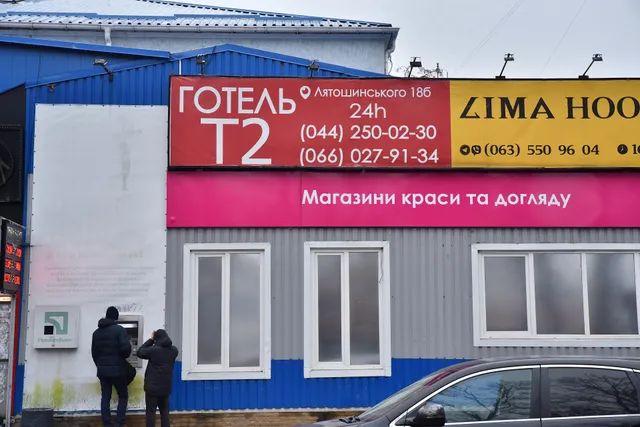 ГОТЕЛЬ
Т2
Лятошинського 18б
24h
(044) 250-02-30
(066) 027-91-34
ZIMA HOO
(063) 550 96 04
Магазини краси та догляду